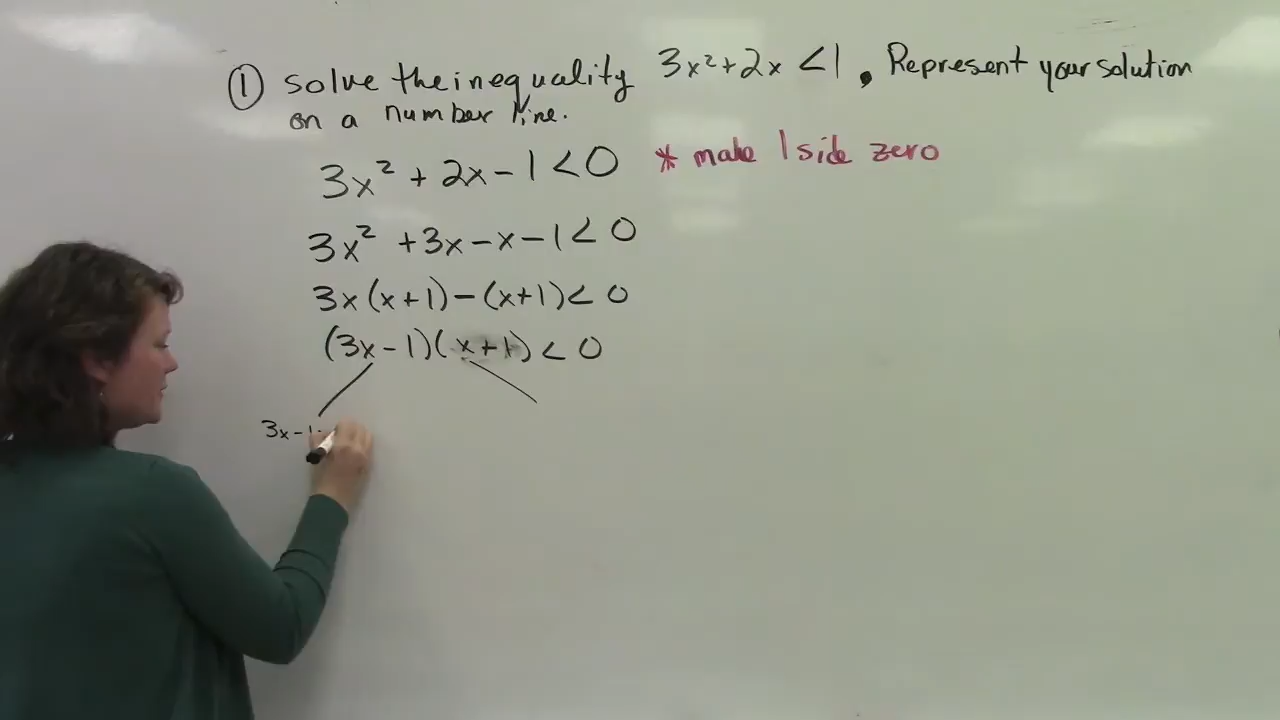 ① Solve the inequality 3x² + 2x < 1. Represent your solution
on a number line.
3x² + 2x - 1 < 0 * make 1 side zero
3x² + 3x - x - 1 < 0
3x(x+1) - (x+1) < 0
(3x - 1)(x+1) < 0
3x - 1